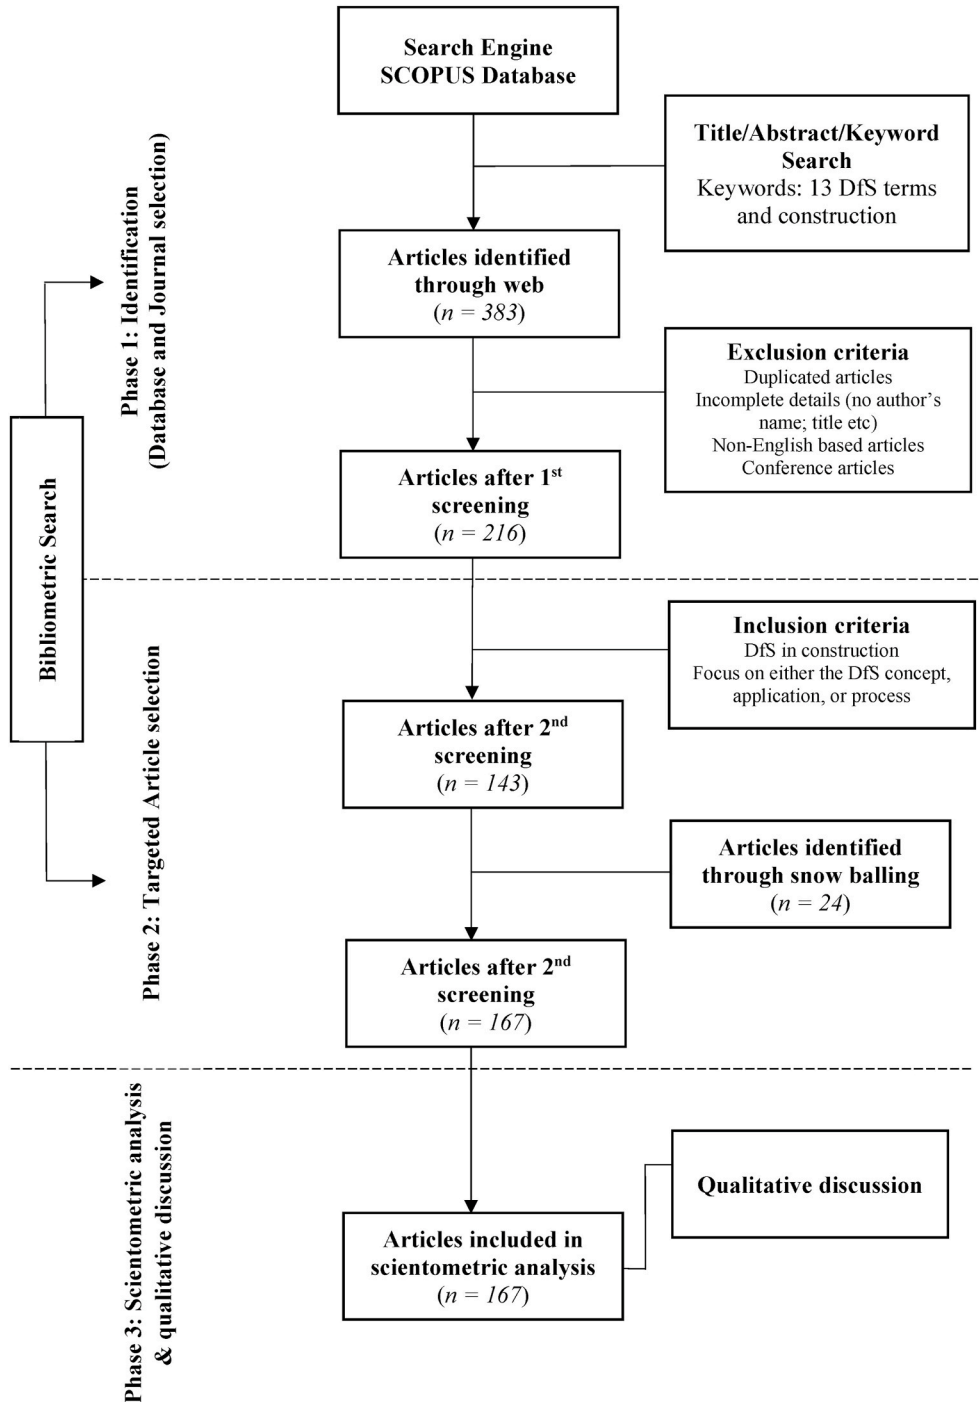 Search Engine
SCOPUS Database
Title/Abstract/Keyword
Search
Keywords: 13 DfS terms
and construction
Phase 1: Identification
(Database and Journal selection)
Articles identified
through web
(n = 383)
Exclusion criteria
Duplicated articles
Incomplete details (no author’s
name; title etc)
Non-English based articles
Conference articles
Articles after 1st
screening
(n = 216)
Bibliometric Search
Inclusion criteria
DfS in construction
Focus on either the DfS concept,
application, or process
Phase 2: Targeted Article selection
Articles after 2nd
screening
(n = 143)
Articles identified
through snow balling
(n = 24)
Articles after 2nd
screening
(n = 167)
Phase 3: Scientometric analysis
& qualitative discussion
Qualitative discussion
Articles included in
scientometric analysis
(n = 167)